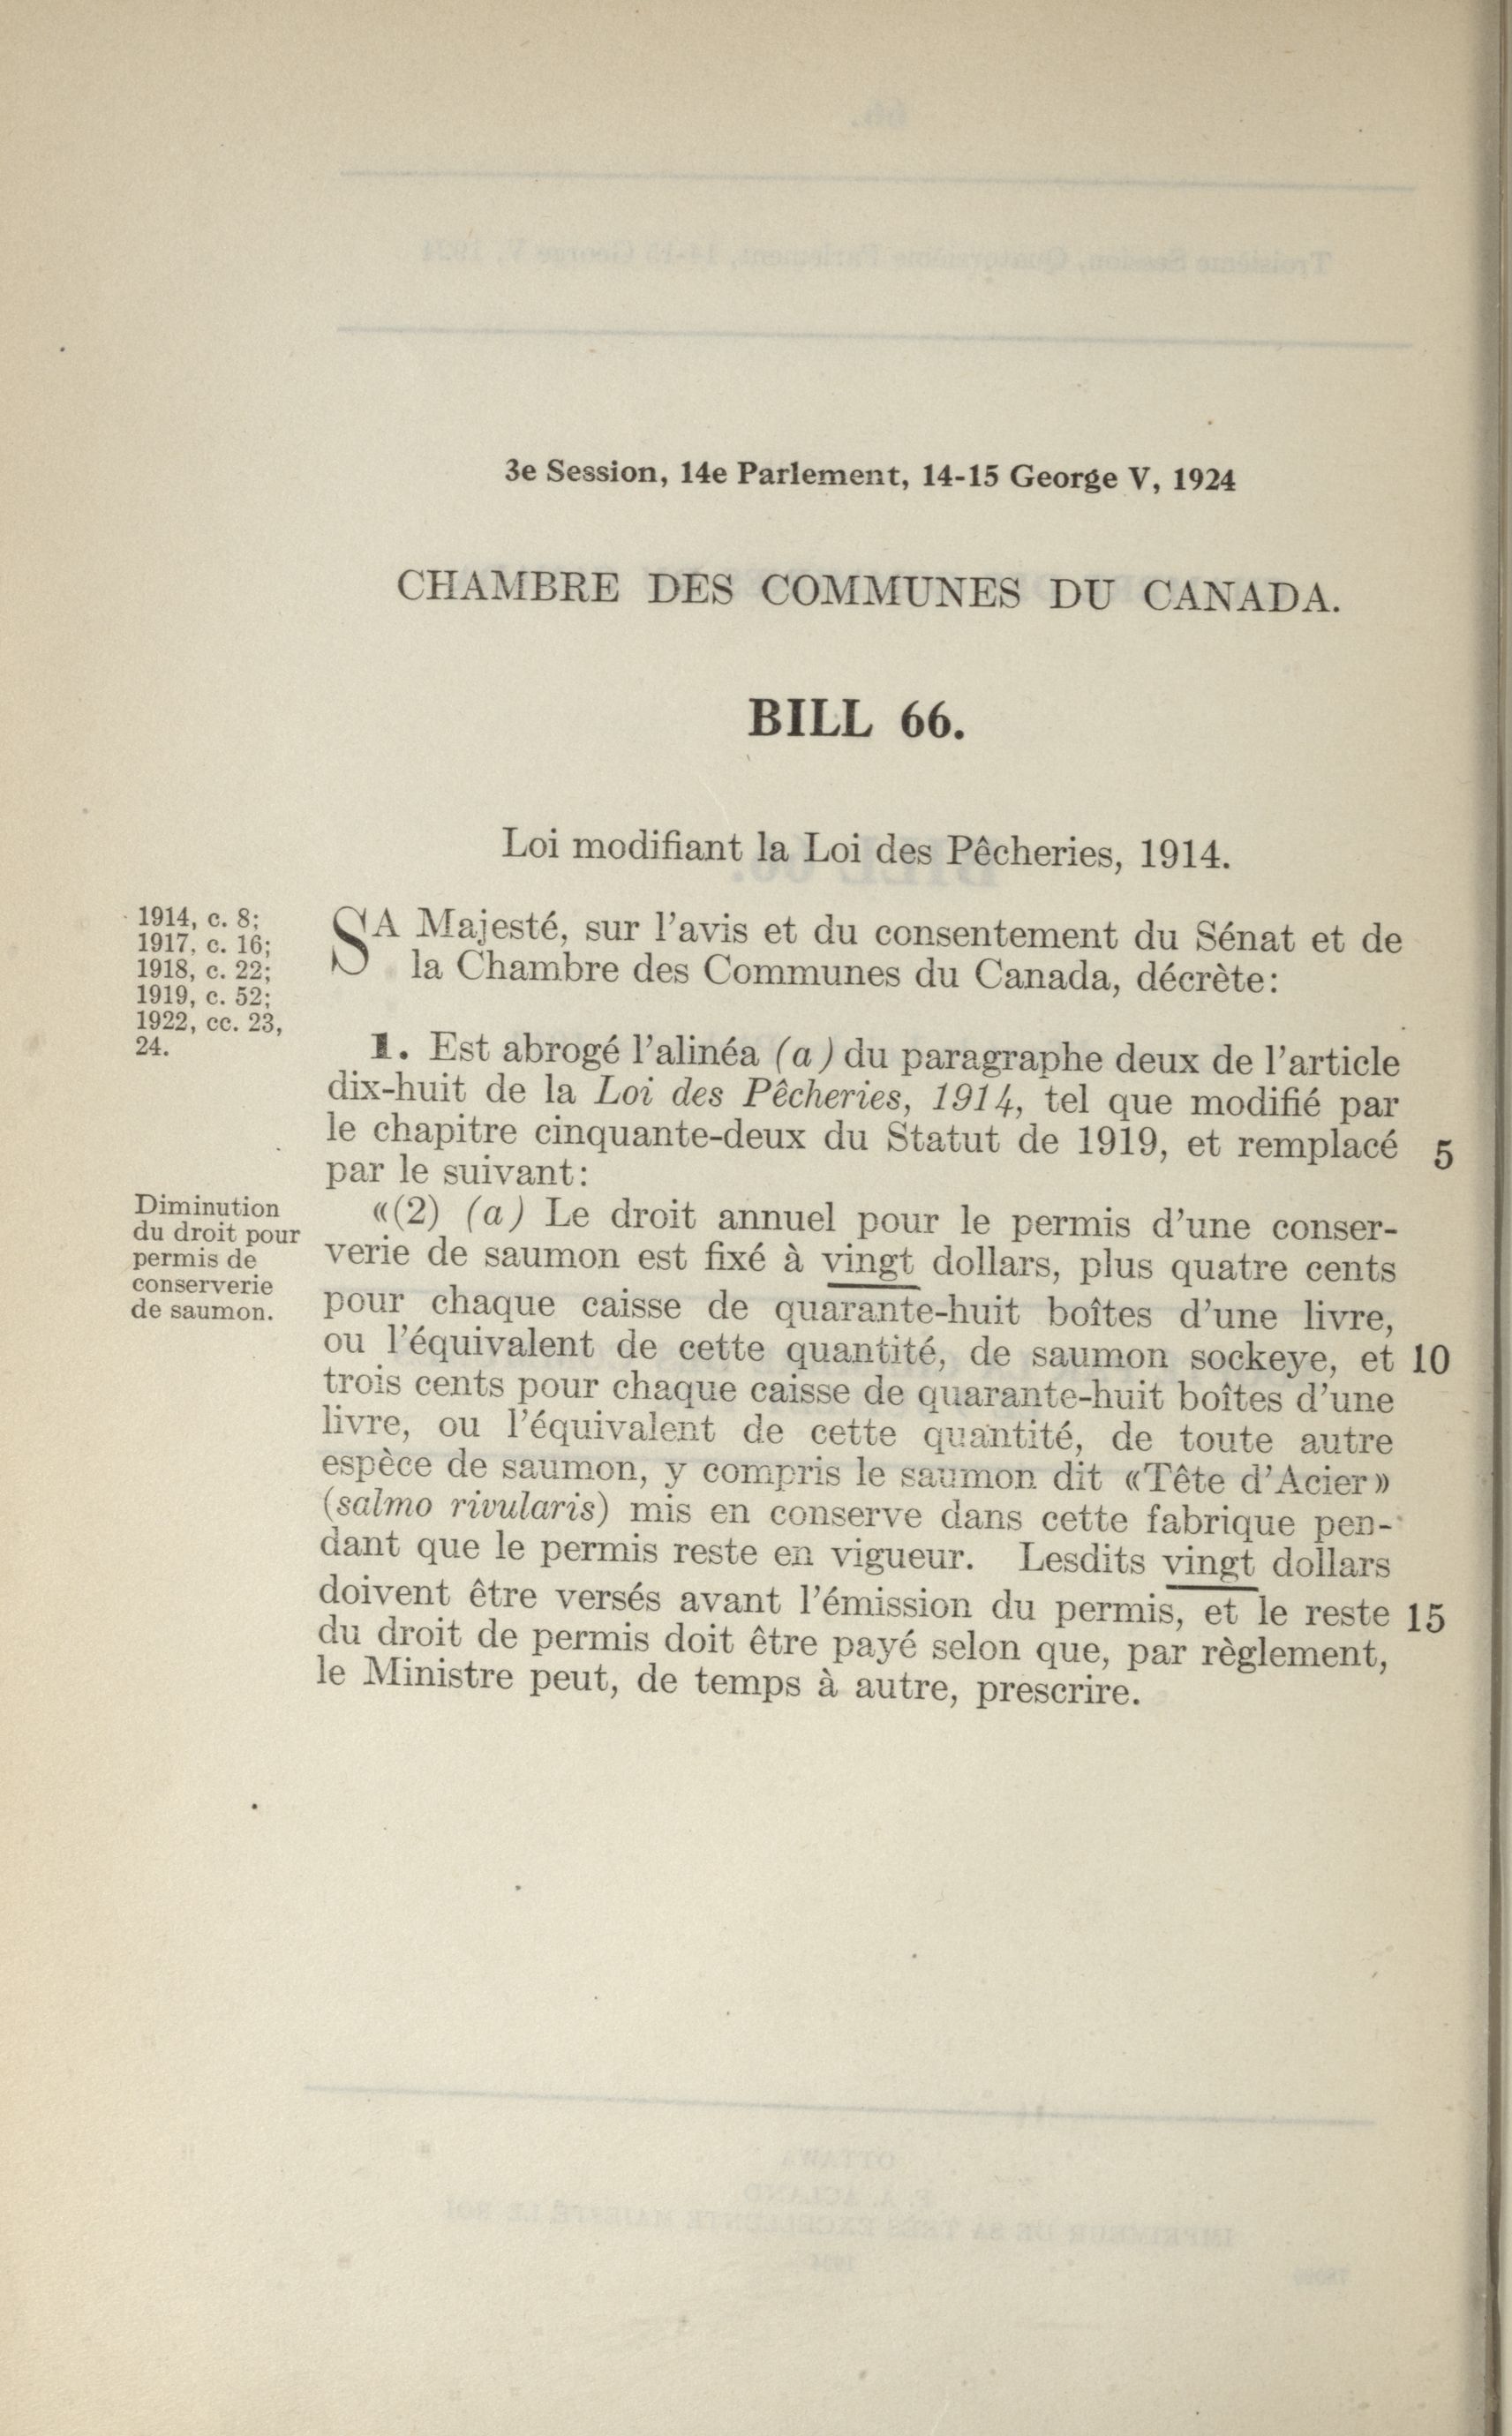 3e Session, 14e Parlement, 14-15 George V, 1924
CHAMBRE DES COMMUNES DU CANADA.
BILL 66.
Loi modifiant la Loi des Pêcheries, 1914.
1914, c. 8;
1917, c. 16;
1918, c. 22;
1919, c. 52;
1922, cc. 23,
24.
SA Majesté, sur l'avis et du consentement du Sénat et de
la Chambre des Communes du Canada, décrète:
1. Est abrogé l'alinéa (a) du paragraphe deux de l'article
dix-huit de la Loi des Pêcheries, 1914, tel que modifié par
le chapitre cinquante-deux du Statut de 1919, et remplacé 5
par le suivant:
Diminution
du droit pour
permis de
conserverie
de saumon.
«(2) (a) Le droit annuel pour le permis d'une conser-
verie de saumon est fixé à vingt dollars, plus quatre cents
pour chaque caisse de quarante-huit boîtes d'une livre,
ou l'équivalent de cette quantité, de saumon sockeye, et 10
trois cents pour chaque caisse de quarante-huit boîtes d'une
livre, ou l'équivalent de cette quantité, de toute autre
espèce de saumon, y compris le saumon dit «Tête d'Acier»
(salmo rivularis) mis en conserve dans cette fabrique pen-
dant que le permis reste en vigueur. Lesdits vingt dollars
doivent être versés avant l'émission du permis, et le reste 15
du droit de permis doit être payé selon que, par règlement,
le Ministre peut, de temps à autre, prescrire.